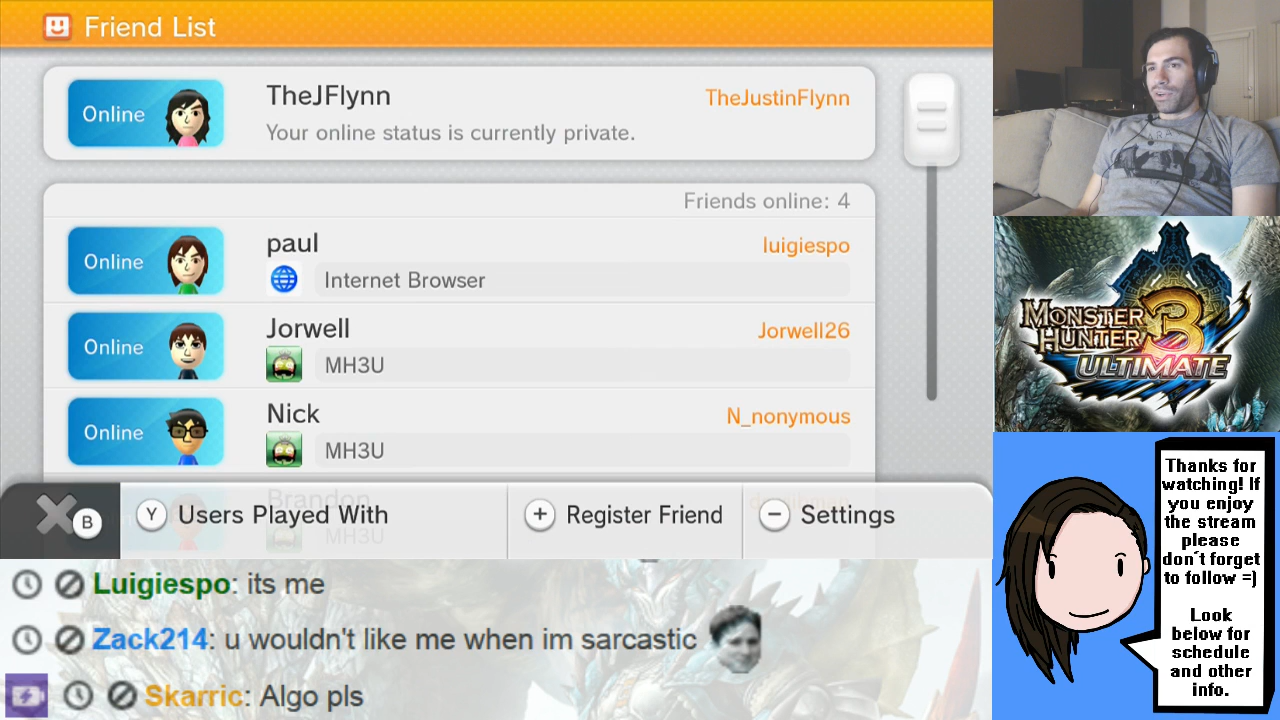 Friend List
Online
TheJFlynn
TheJustinFlynn
Your online status is currently private.
Friends online: 4
Online
paul
luigiespo
Internet Browser
Online
Jorwell
Jorwell26
MH3U
Online
Nick
N_nonymous
MH3U
Brandon
MH3U
B
Y Users Played With
+ Register Friend
− Settings
Luigiespo: its me
Zack214: u wouldn't like me when im sarcastic
Skarric: Algo pls
MONSTER
HUNTER
3
ULTIMATE
Thanks for
watching! If
you enjoy
the stream
please
don´t forget
to follow =)
Look
below for
schedule
and other
info.